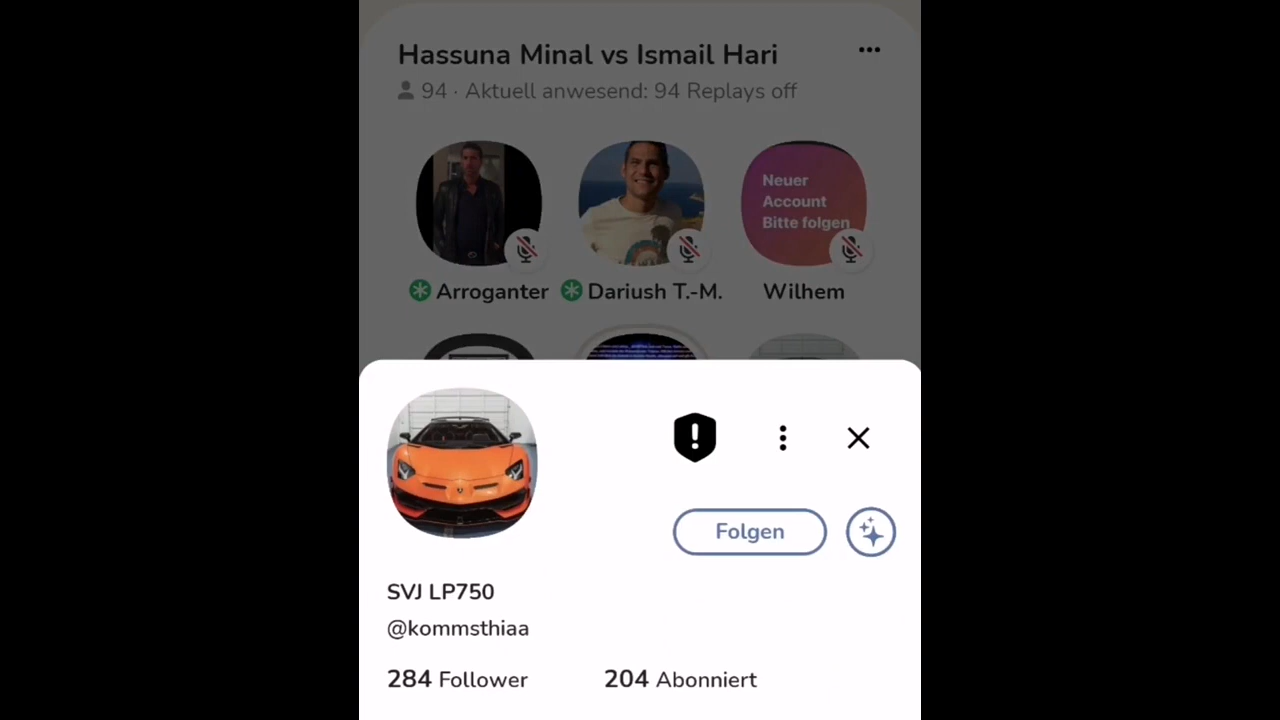 Hassuna Minal vs Ismail Hari
94 · Aktuell anwesend: 94 Replays off
Neuer
Account
Bitte folgen
Arroganter
Dariush T.-M.
Wilhem
Folgen
SVJ LP750
@kommsthiaa
284 Follower
204 Abonniert